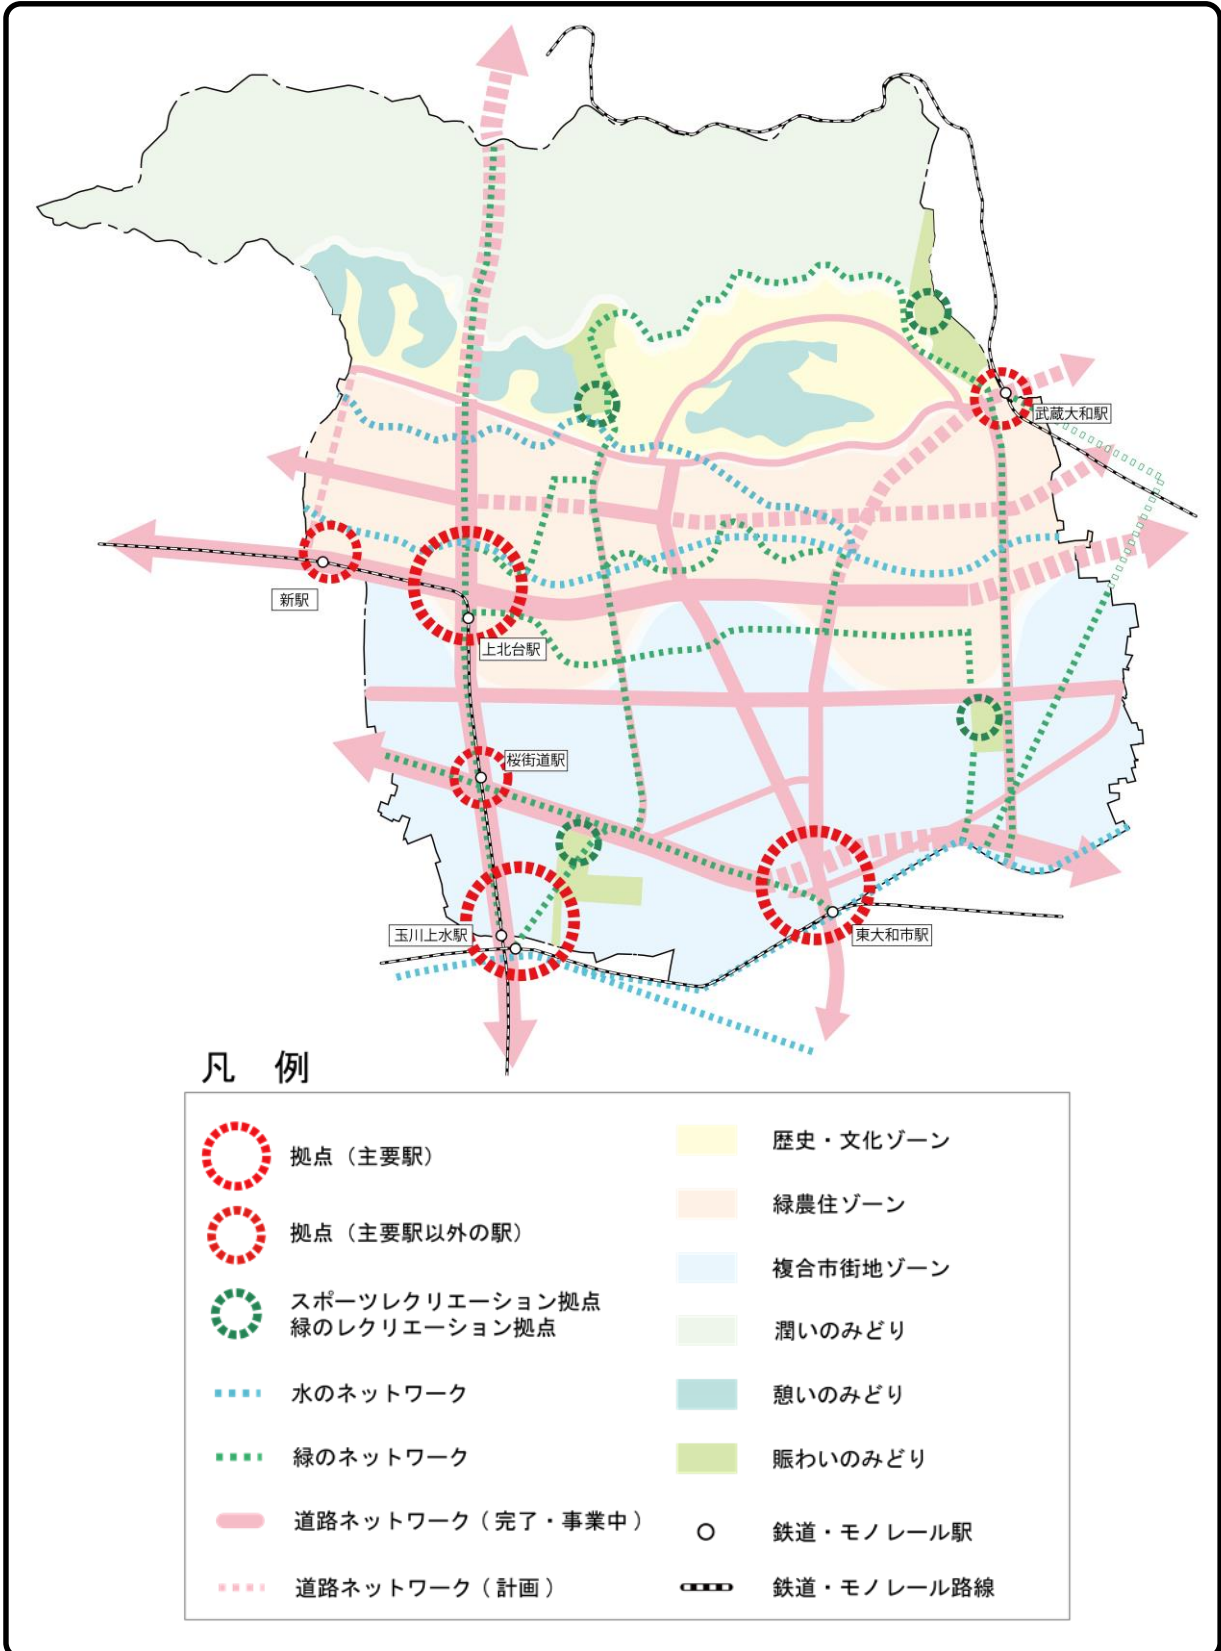 武蔵大和駅
新駅
上北台駅
桜街道駅
玉川上水駅
東大和市駅
凡 例
拠点（主要駅）
拠点（主要駅以外の駅）
スポーツレクリエーション拠点
緑のレクリエーション拠点
水のネットワーク
緑のネットワーク
道路ネットワーク（完了・事業中）
道路ネットワーク（計画）
歴史・文化ゾーン
緑農住ゾーン
複合市街地ゾーン
潤いのみどり
憩いのみどり
賑わいのみどり
鉄道・モノレール駅
鉄道・モノレール路線